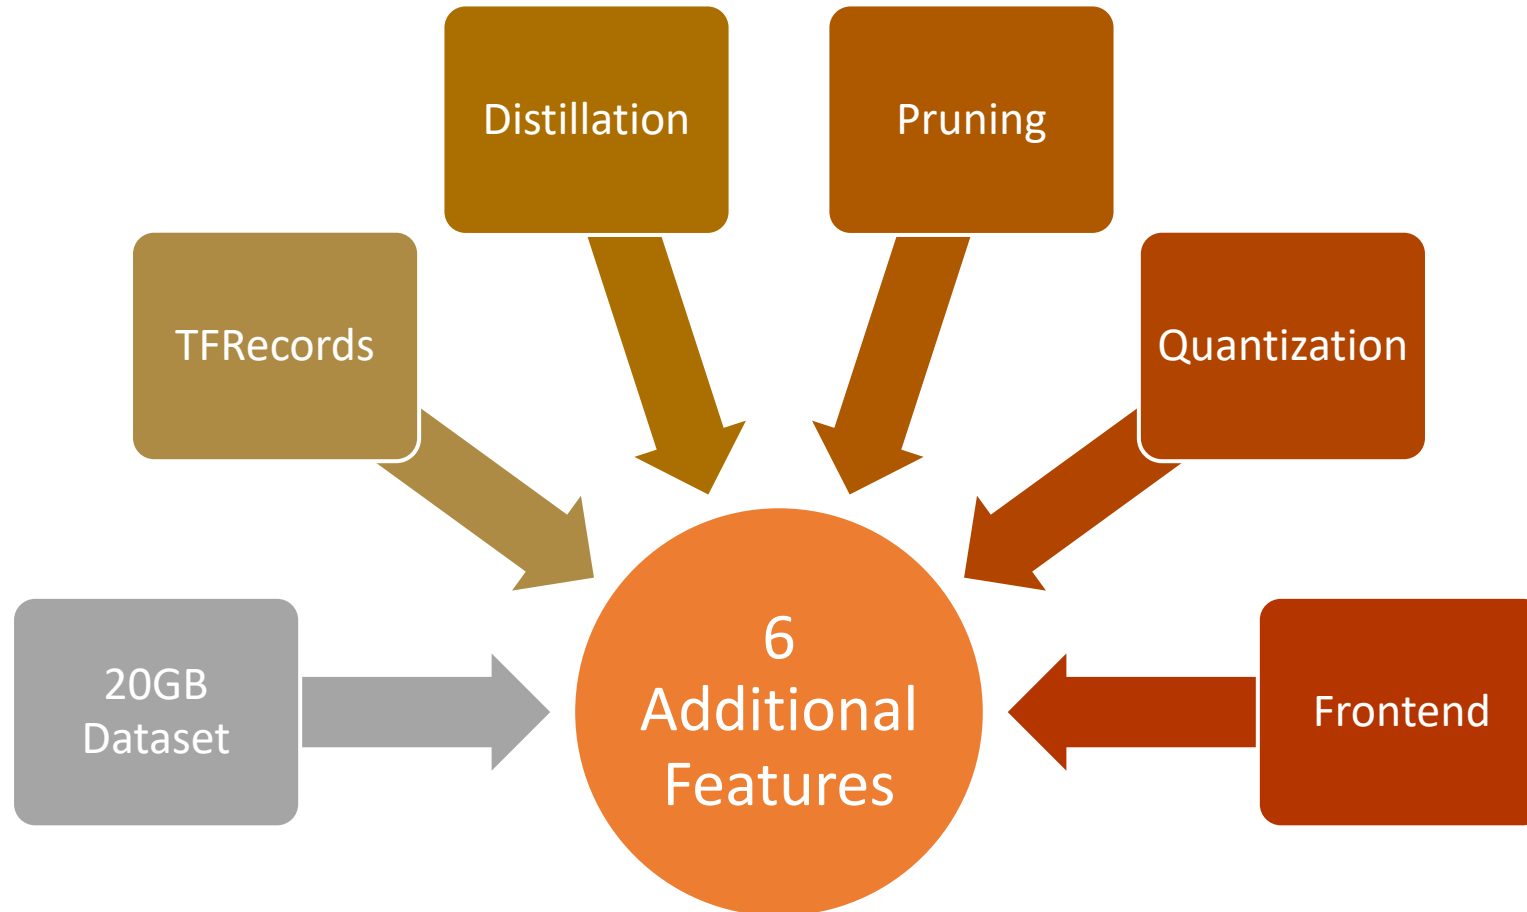 Distillation
Pruning
TFRecords
Quantization
20GB
Dataset
6
Additional
Features
Frontend